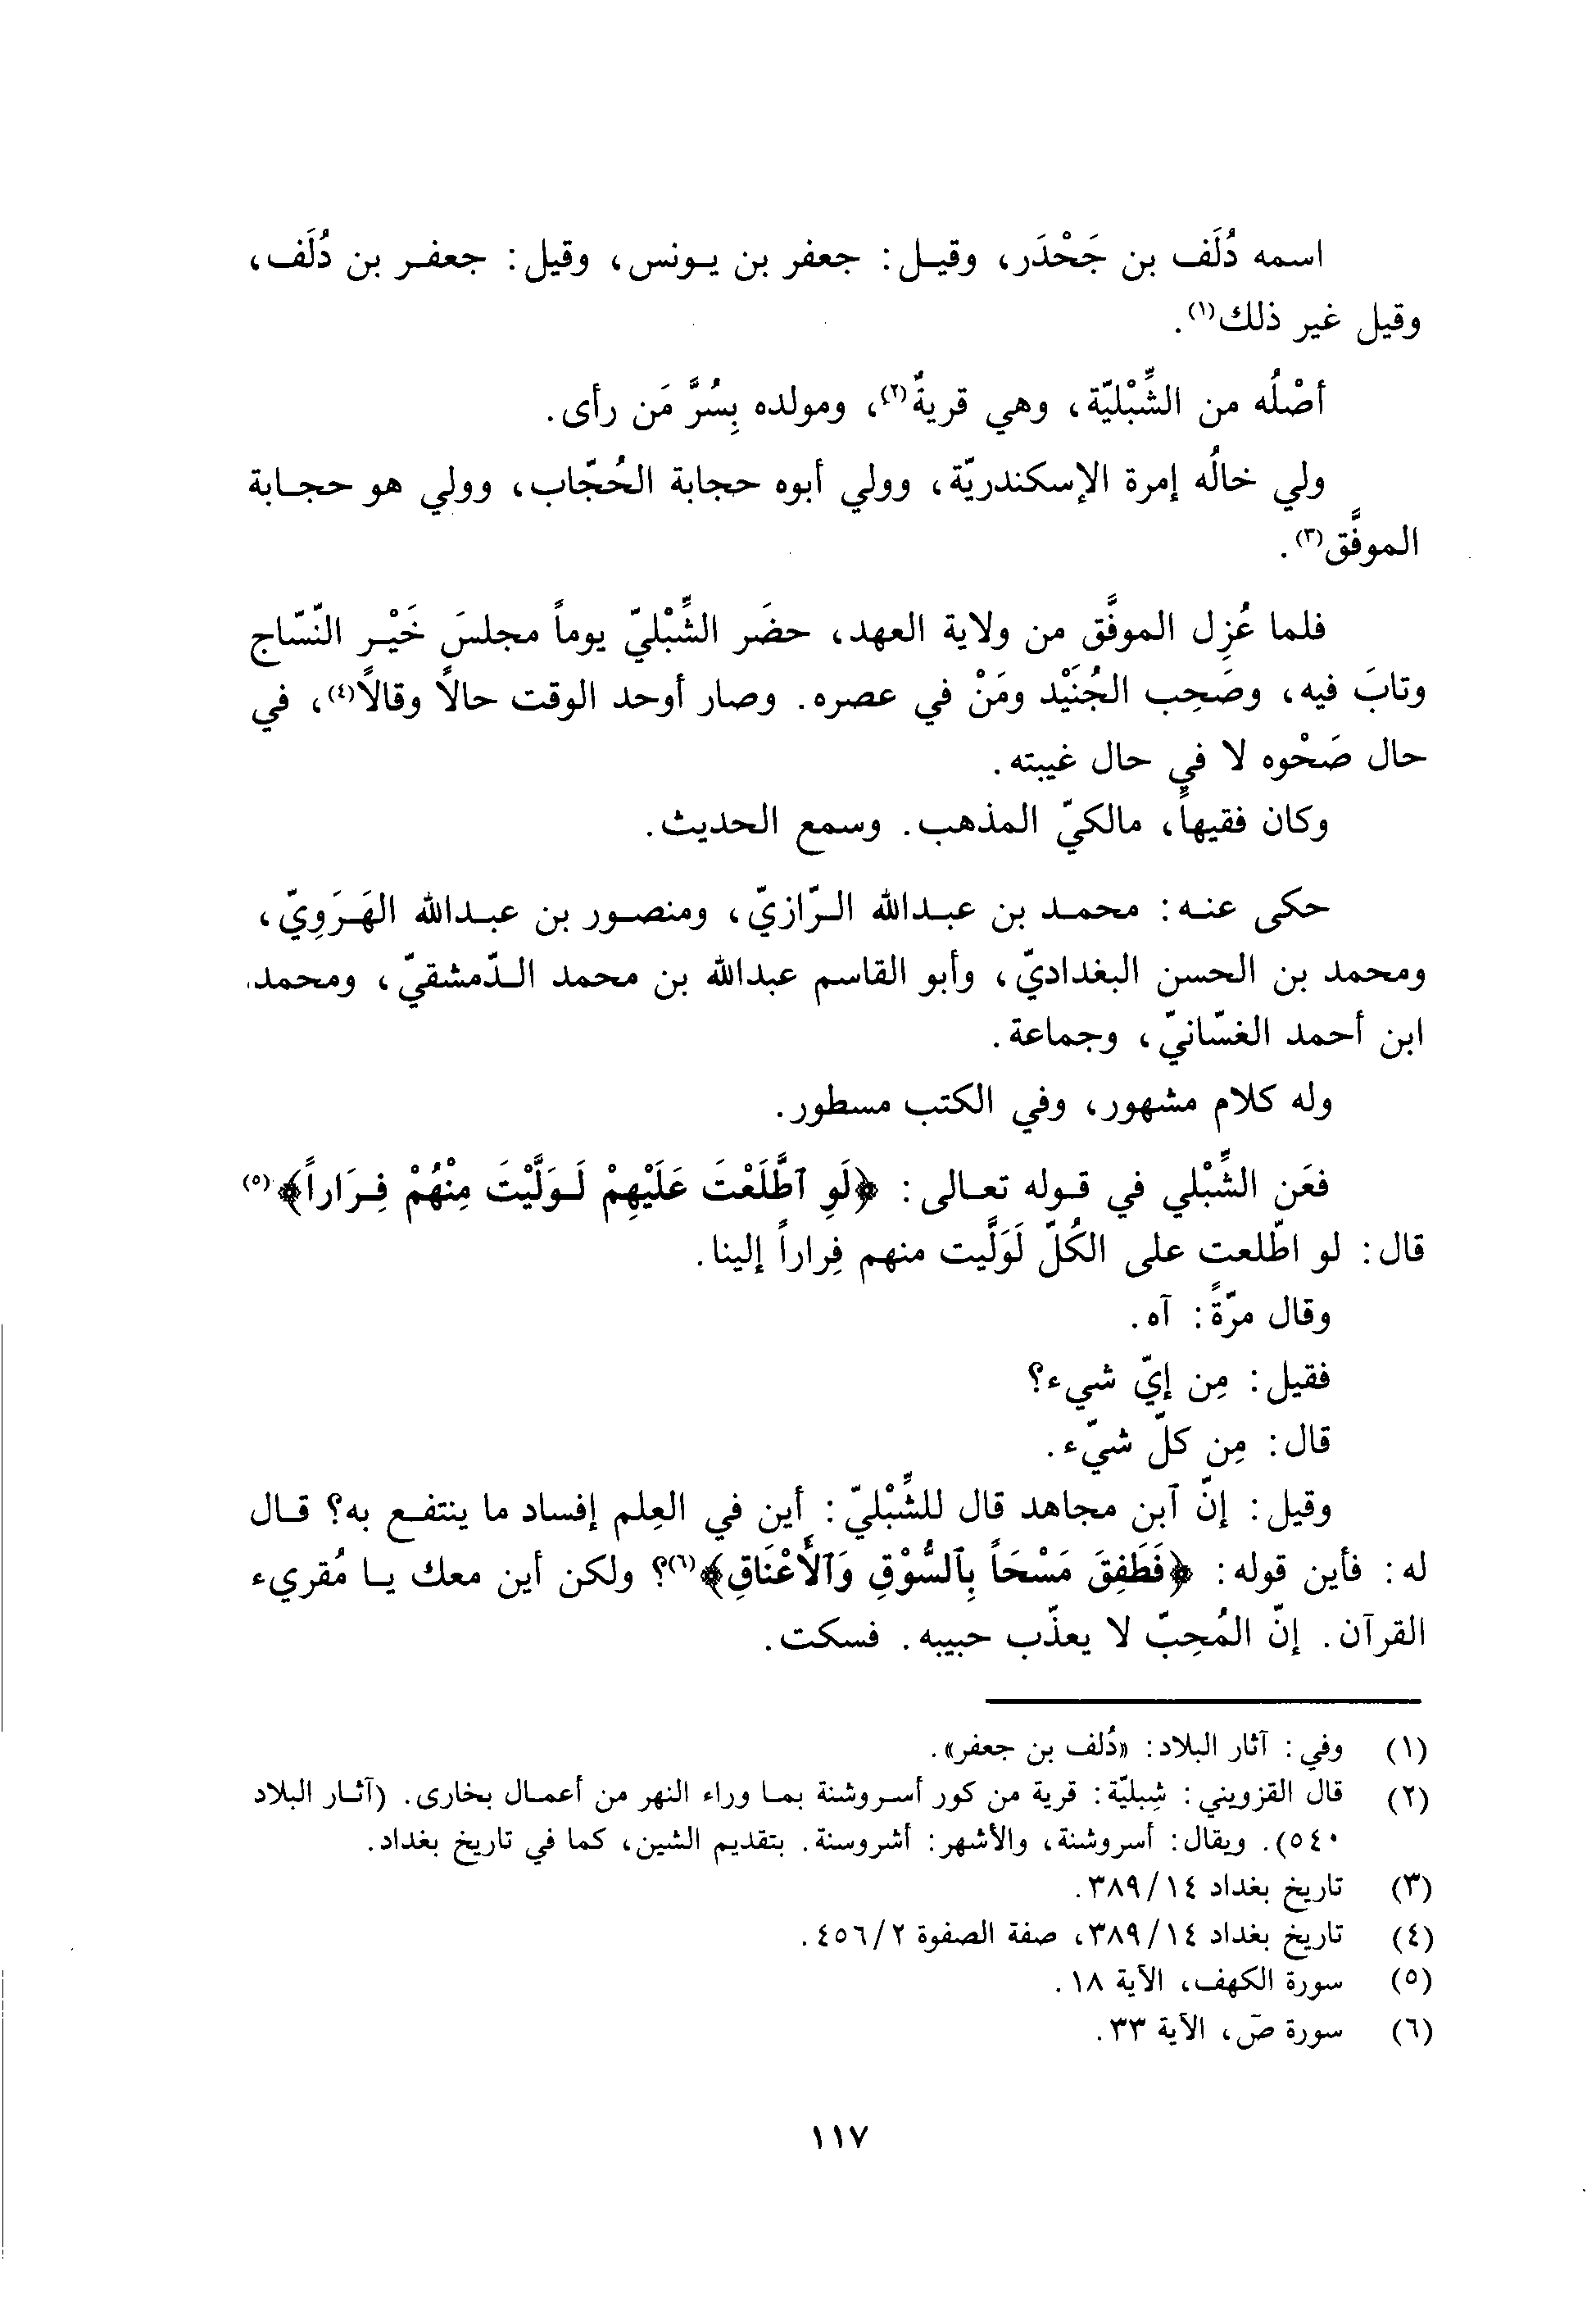 اسمه دُلَف بن جَحْدَر، وقيل: جعفر بن يونس، وقيل: جعفر بن دُلَف،
وقيل غير ذلك(١).
أصْلُه من الشِّبْليّة، وهي قريةٌ(٢)، ومولده بِسُرَّ مَن رأى.
ولي خالُه إمرة الإسكندريّة، وولي أبوه حجابة الحُجّاب، وولي هو حجابة
الموفَّق(٣).
فلما عُزِل الموفَّق من ولاية العهد، حضَر الشِّبْليّ يوماً مجلسَ خَيْر النّسّاج
وتابَ فيه، وصَحِب الجُنَيْد ومَنْ في عصره. وصار أوحد الوقت حالاً وقالاً(٤)، في
حال صَحْوه لا في حال غيبته.
وكان فقيهاً، مالكيّ المذهب. وسمع الحديث.
حكى عنه: محمد بن عبدالله الرّازيّ، ومنصور بن عبدالله الهَرَوِيّ،
ومحمد بن الحسن البغداديّ، وأبو القاسم عبدالله بن محمد الدّمشقيّ، ومحمد
ابن أحمد الغسّانيّ، وجماعة.
وله كلام مشهور، وفي الكتب مسطور.
فعَن الشِّبْلي في قوله تعالى: ﴿لَوِ ٱطَّلَعْتَ عَلَيْهِمْ لَوَلَّيْتَ مِنْهُمْ فِرَاراً﴾(٥)
قال: لو اطّلعت على الكُلّ لَوَلَّيت منهم فِراراً إلينا.
وقال مرّةً: آه.
فقيل: مِن إيّ شيء؟
قال: مِن كلّ شيّء.
وقيل: إنّ ٱبن مجاهد قال للشِّبْليّ: أين في العِلم إفساد ما ينتفع به؟ قال
له: فأين قوله: ﴿فَطَفِقَ مَسْحَاً بِٱلسُّوْقِ وَٱلأَعْنَاقِ﴾(٦)؟ ولكن أين معك يا مُقريء
القرآن. إنّ المُحِبّ لا يعذّب حبيبه. فسكت.
(١) وفي: آثار البلاد: «دُلف بن جعفر».
(٢) قال القزويني: شِبليّة: قرية من كور أسروشنة بما وراء النهر من أعمال بخارى. (آثار البلاد
٥٤٠). ويقال: أسروشنة، والأشهر: أشروسنة. بتقديم الشين، كما في تاريخ بغداد.
(٣) تاريخ بغداد ١٤/٣٨٩.
(٤) تاريخ بغداد ١٤/٣٨٩، صفة الصفوة ٢/٤٥٦.
(٥) سورة الكهف، الآية ١٨.
(٦) سورة صۤ، الآية ٣٣.
١١٧